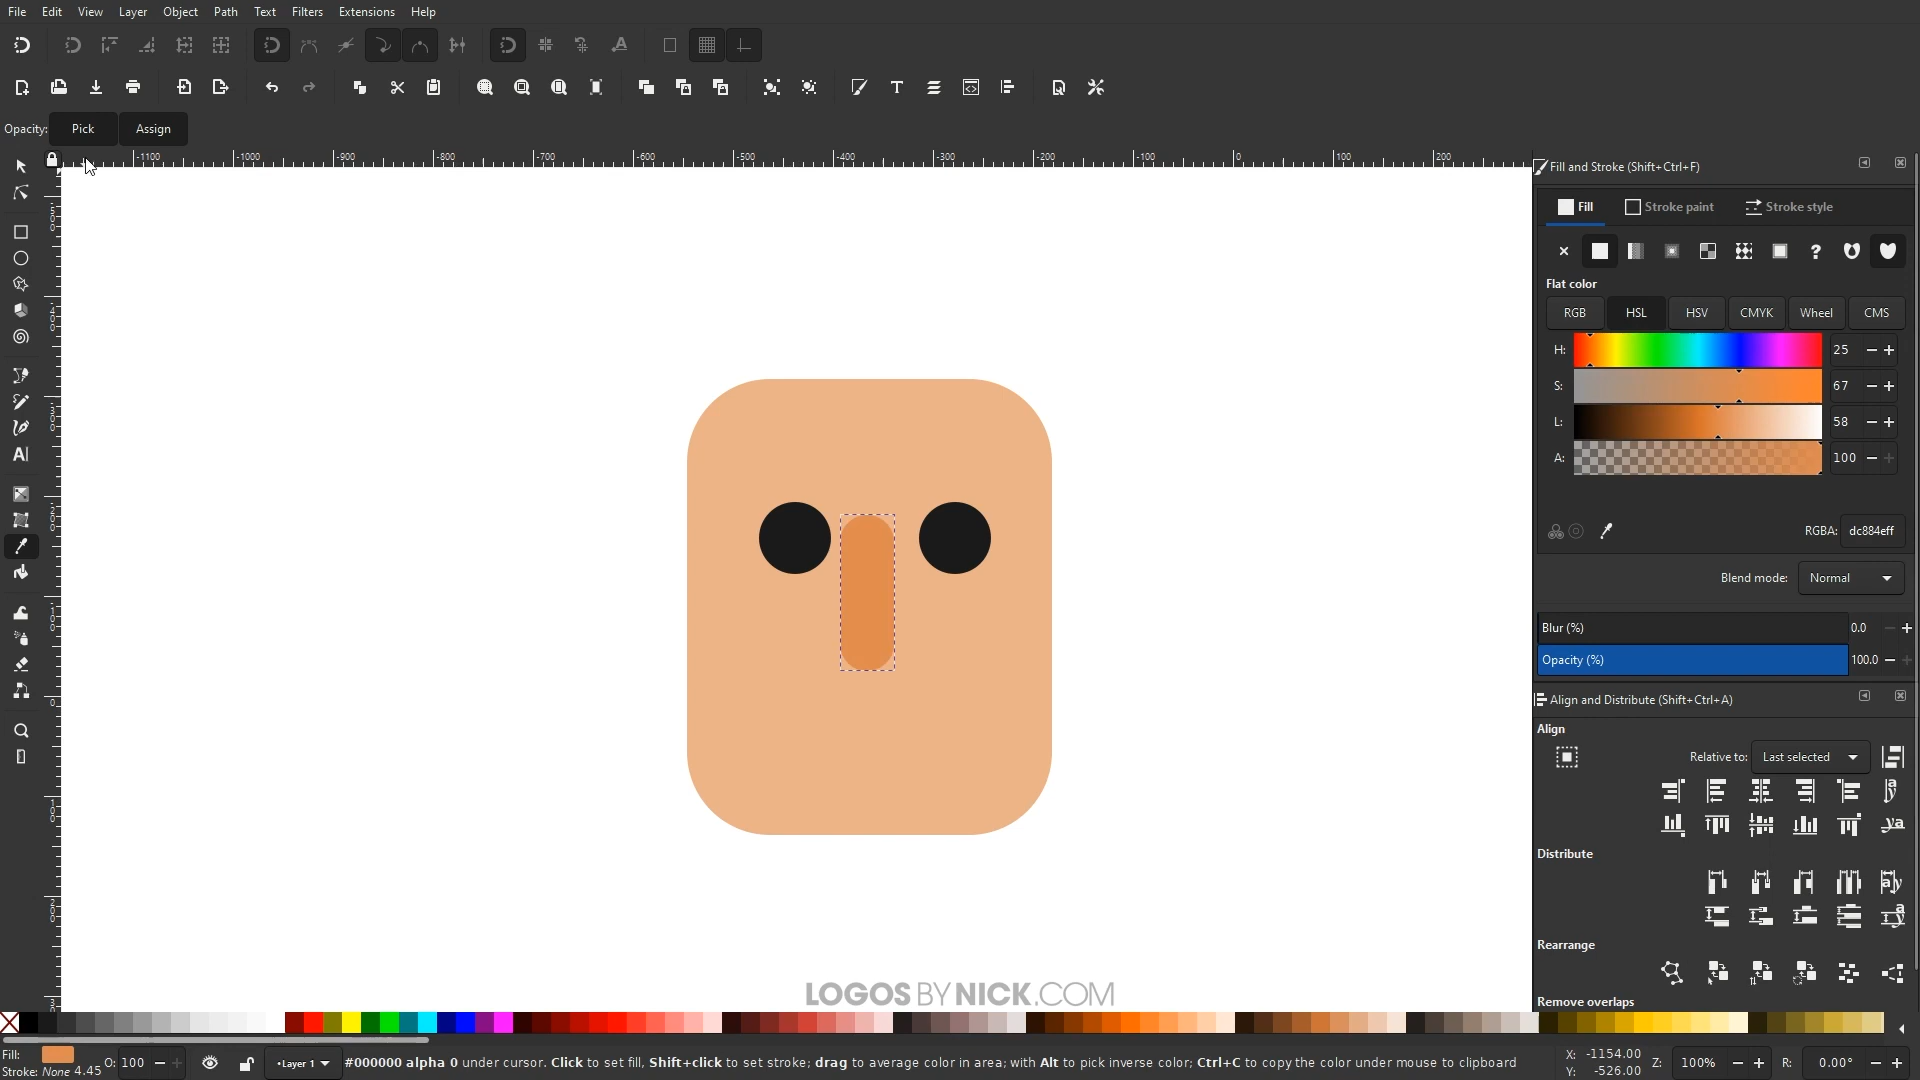 File Edit View Layer Object Path Text Filters Extensions Help
Opacity: Pick Assign
-1100 -1000 -900 -800 -700 -600 -500 -400 -300 -200 -100 0 100 200
Fill and Stroke (Shift+Ctrl+F)
Fill Stroke paint Stroke style
Flat color
RGB HSL HSV CMYK Wheel CMS
H: 25
S: 67
L: 58
A: 100
RGBA: dc884eff
Blend mode: Normal
Blur (%) 0.0
Opacity (%) 100.0
Align and Distribute (Shift+Ctrl+A)
Align
Relative to: Last selected
Distribute
Rearrange
Remove overlaps
LOGOS BY NICK.COM
Fill:
Stroke: None 4.45
O: 100
•Layer 1
#000000 alpha 0 under cursor. Click to set fill, Shift+click to set stroke; drag to average color in area; with Alt to pick inverse color; Ctrl+C to copy the color under mouse to clipboard
X: -1154.00
Y: -526.00
Z: 100%
R: 0.00°